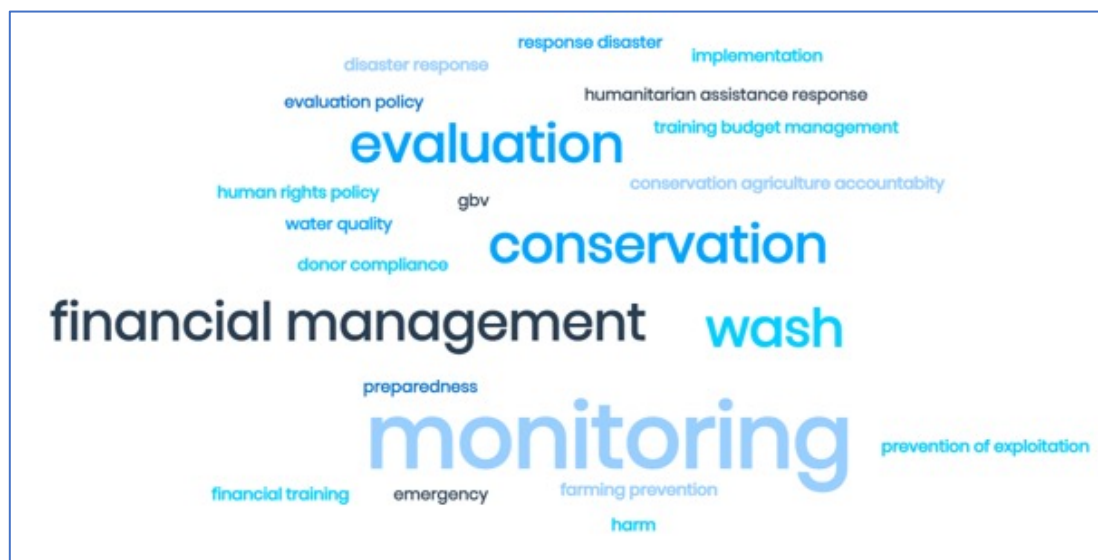 response disaster
implementation
disaster response
humanitarian assistance response
evaluation policy
training budget management
evaluation
conservation agriculture accountabity
human rights policy
gbv
water quality
conservation
donor compliance
financial management
wash
preparedness
monitoring
prevention of exploitation
financial training
emergency
farming prevention
harm